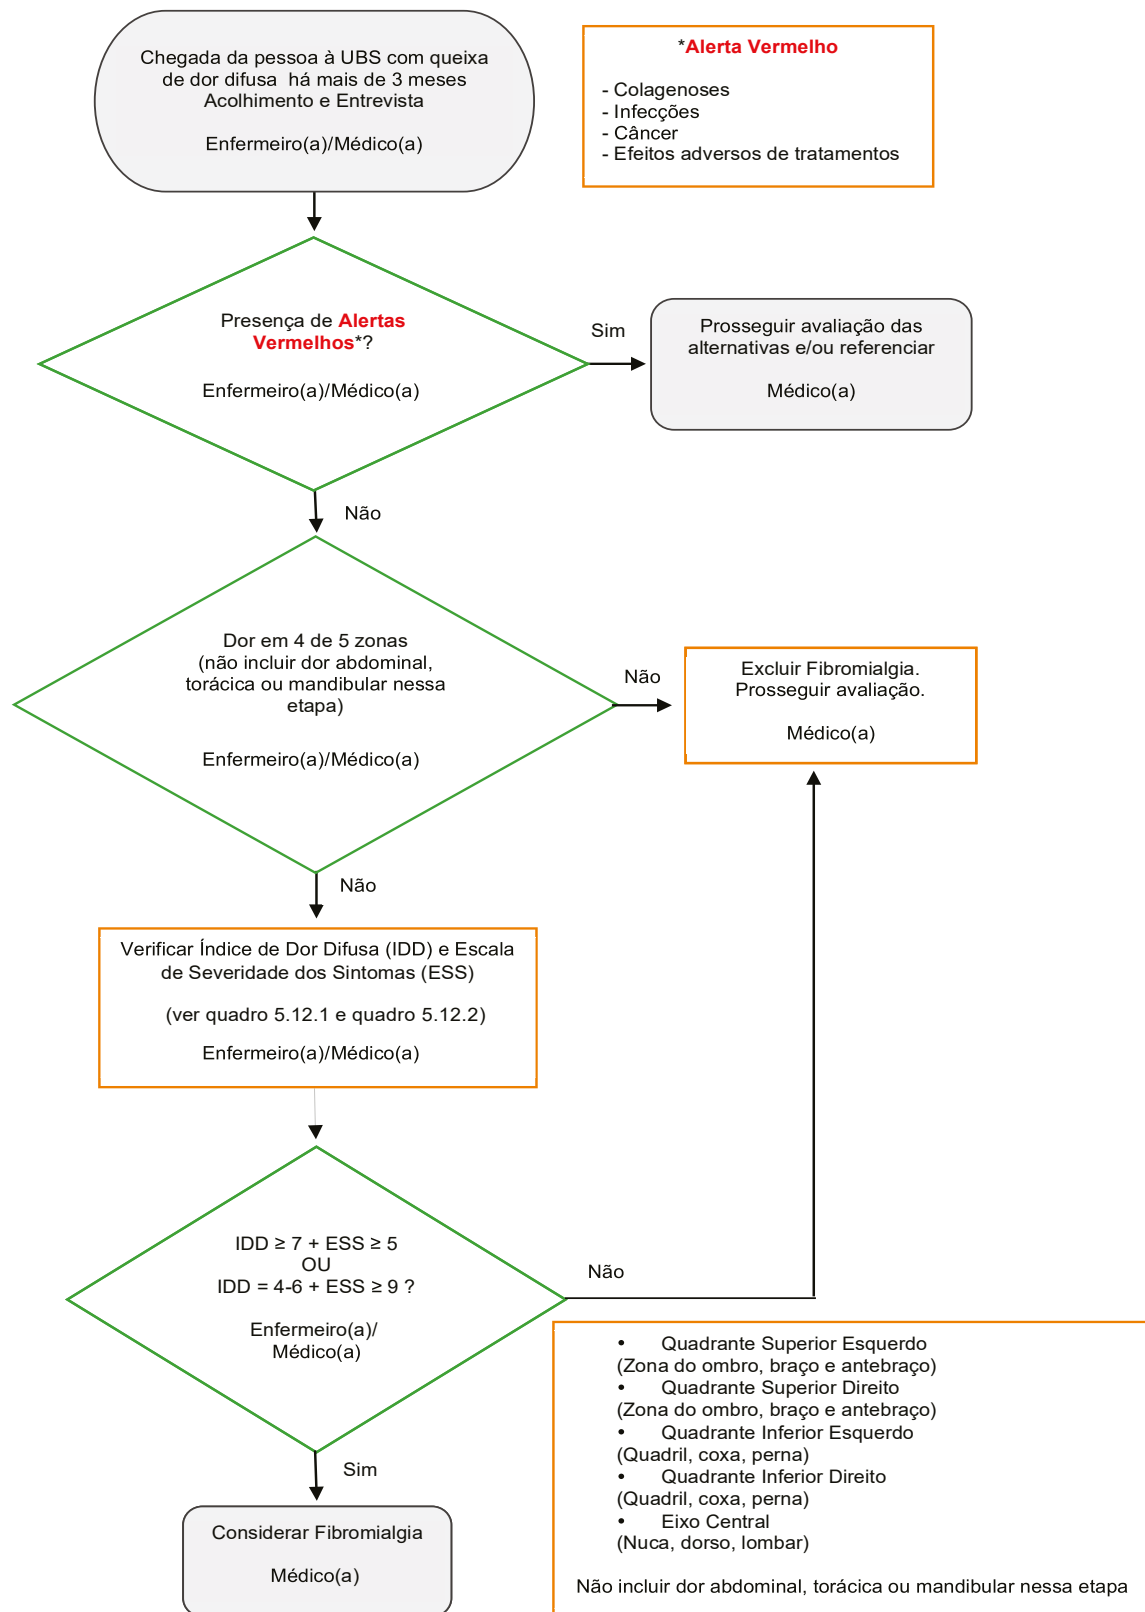 Chegada da pessoa à UBS com queixa
de dor difusa há mais de 3 meses
Acolhimento e Entrevista
Enfermeiro(a)/Médico(a)
*Alerta Vermelho
- Colagenoses
- Infecções
- Câncer
- Efeitos adversos de tratamentos
Presença de Alertas
Vermelhos*?
Enfermeiro(a)/Médico(a)
Sim
Prosseguir avaliação das
alternativas e/ou referenciar
Médico(a)
Não
Dor em 4 de 5 zonas
(não incluir dor abdominal,
torácica ou mandibular nessa
etapa)
Enfermeiro(a)/Médico(a)
Não
Excluir Fibromialgia.
Prosseguir avaliação.
Médico(a)
Não
Verificar Índice de Dor Difusa (IDD) e Escala
de Severidade dos Sintomas (ESS)
(ver quadro 5.12.1 e quadro 5.12.2)
Enfermeiro(a)/Médico(a)
IDD ≥ 7 + ESS ≥ 5
OU
IDD = 4-6 + ESS ≥ 9 ?
Enfermeiro(a)/
Médico(a)
Não
Sim
Considerar Fibromialgia
Médico(a)
• Quadrante Superior Esquerdo
(Zona do ombro, braço e antebraço)
• Quadrante Superior Direito
(Zona do ombro, braço e antebraço)
• Quadrante Inferior Esquerdo
(Quadril, coxa, perna)
• Quadrante Inferior Direito
(Quadril, coxa, perna)
• Eixo Central
(Nuca, dorso, lombar)
Não incluir dor abdominal, torácica ou mandibular nessa etapa